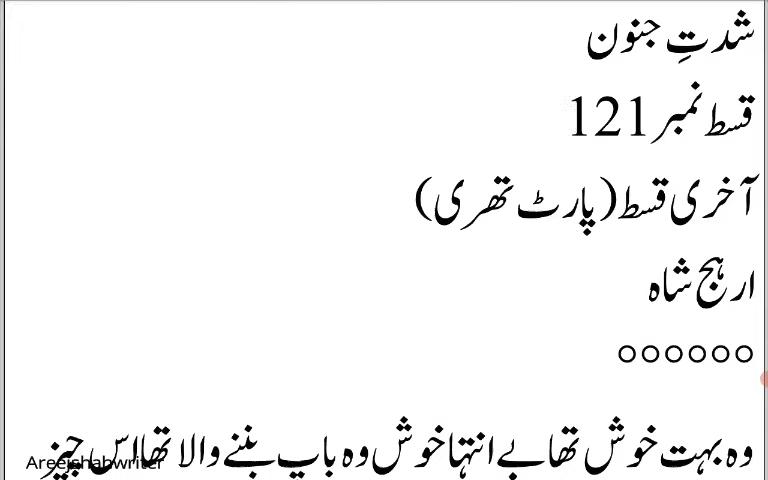 شدتِ جنون
قسط نمبر 121
آخری قسط (پارٹ تھری)
اریج شاہ
○○○○○○
وہ بہت خوش تھا بے انتہا خوش وہ باپ بننے والا تھا اس چیز
Areejshahwriter